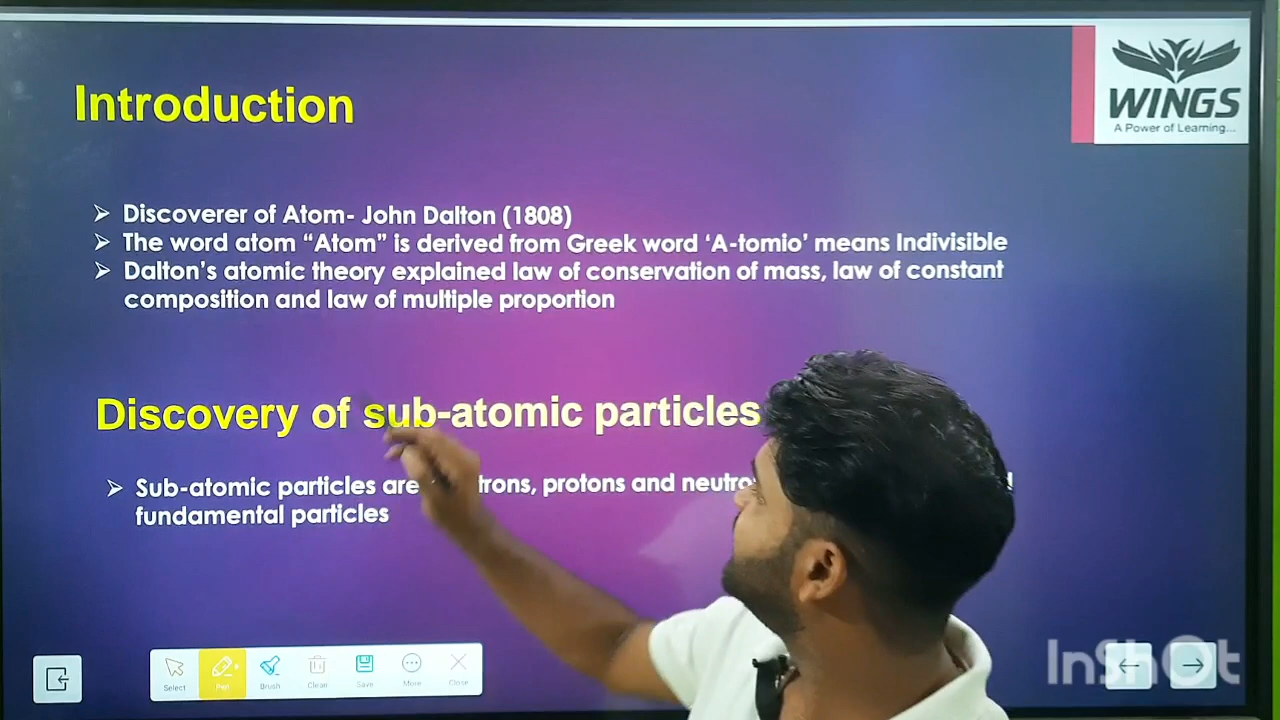 WINGS
A Power of Learning...
Introduction
➢ Discoverer of Atom- John Dalton (1808)
➢ The word atom “Atom” is derived from Greek word ‘A-tomio’ means Indivisible
➢ Dalton’s atomic theory explained law of conservation of mass, law of constant
composition and law of multiple proportion
Discovery of sub-atomic particles
➢ Sub-atomic particles are trons, protons and neutro
fundamental particles
Select
Pen
Brush
Clear
Save
More
Close
InShOt